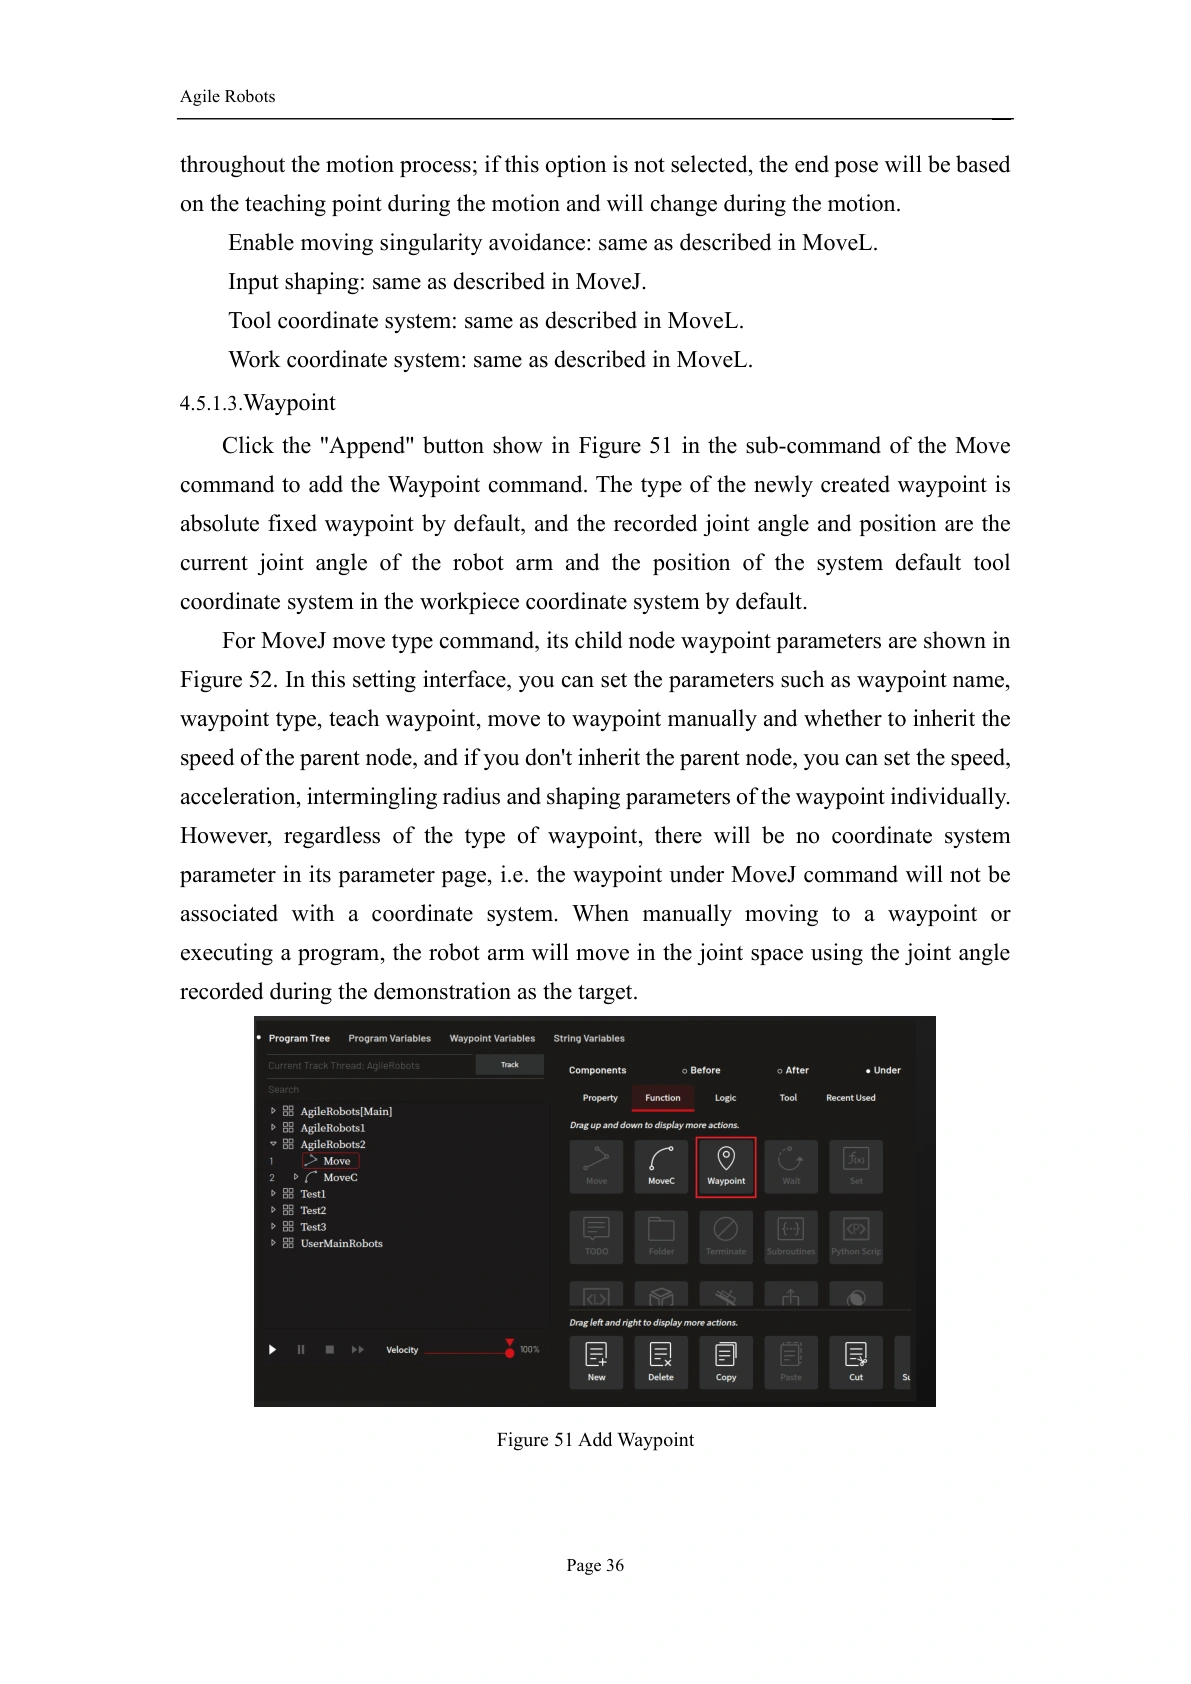 Agile Robots
throughout the motion process; if this option is not selected, the end pose will be based
on the teaching point during the motion and will change during the motion.
Enable moving singularity avoidance: same as described in MoveL.
Input shaping: same as described in MoveJ.
Tool coordinate system: same as described in MoveL.
Work coordinate system: same as described in MoveL.
4.5.1.3.Waypoint
Click the "Append" button show in Figure 51 in the sub-command of the Move
command to add the Waypoint command. The type of the newly created waypoint is
absolute fixed waypoint by default, and the recorded joint angle and position are the
current joint angle of the robot arm and the position of the system default tool
coordinate system in the workpiece coordinate system by default.
For MoveJ move type command, its child node waypoint parameters are shown in
Figure 52. In this setting interface, you can set the parameters such as waypoint name,
waypoint type, teach waypoint, move to waypoint manually and whether to inherit the
speed of the parent node, and if you don't inherit the parent node, you can set the speed,
acceleration, intermingling radius and shaping parameters of the waypoint individually.
However, regardless of the type of waypoint, there will be no coordinate system
parameter in its parameter page, i.e. the waypoint under MoveJ command will not be
associated with a coordinate system. When manually moving to a waypoint or
executing a program, the robot arm will move in the joint space using the joint angle
recorded during the demonstration as the target.
Program Tree Program Variables Waypoint Variables String Variables
Current Track Thread: AgileRobots Track
Search
AgileRobots[Main]
AgileRobots1
AgileRobots2
1 Move
2 MoveC
Test1
Test2
Test3
UserMainRobots
Velocity 100%
Components Before After Under
Property Function Logic Tool Recent Used
Drag up and down to display more actions.
Move MoveC Waypoint Wait Set
TODO Folder Terminate Subroutines Python Scrip
Drag left and right to display more actions.
New Delete Copy Paste Cut Su
Figure 51 Add Waypoint
Page 36